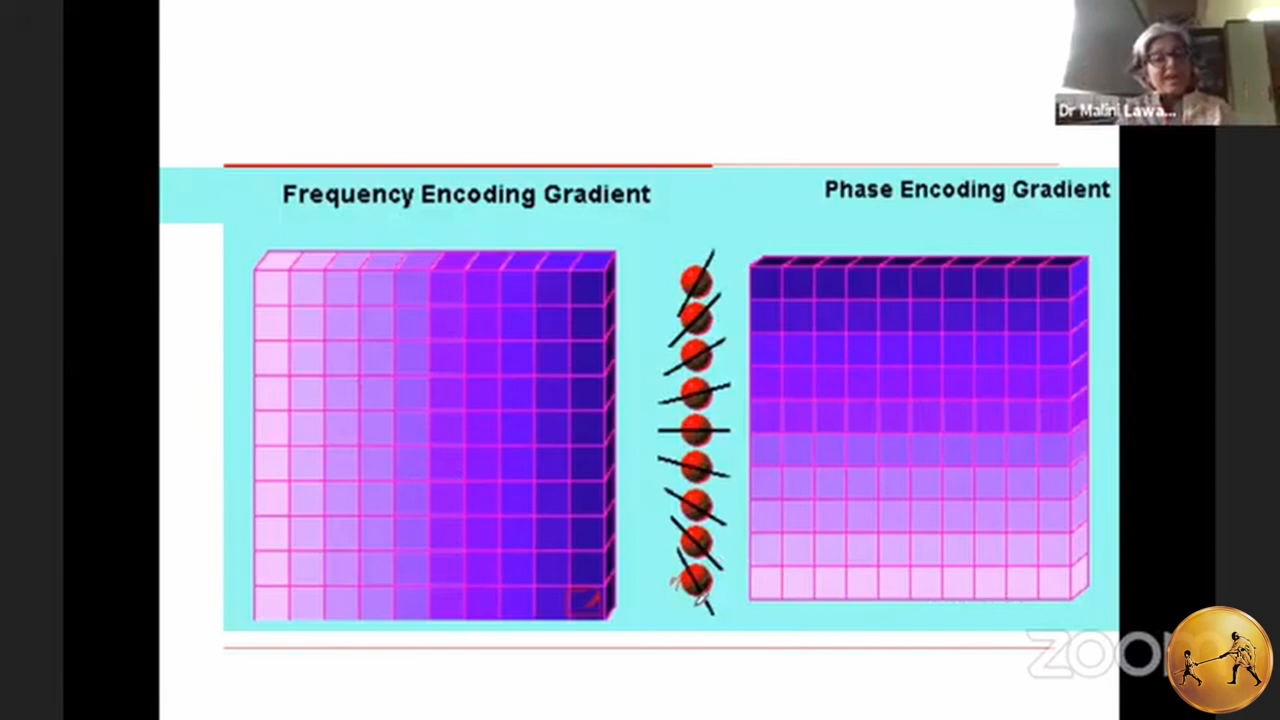 Dr Malini Lawa...
Frequency Encoding Gradient
Phase Encoding Gradient
zoom